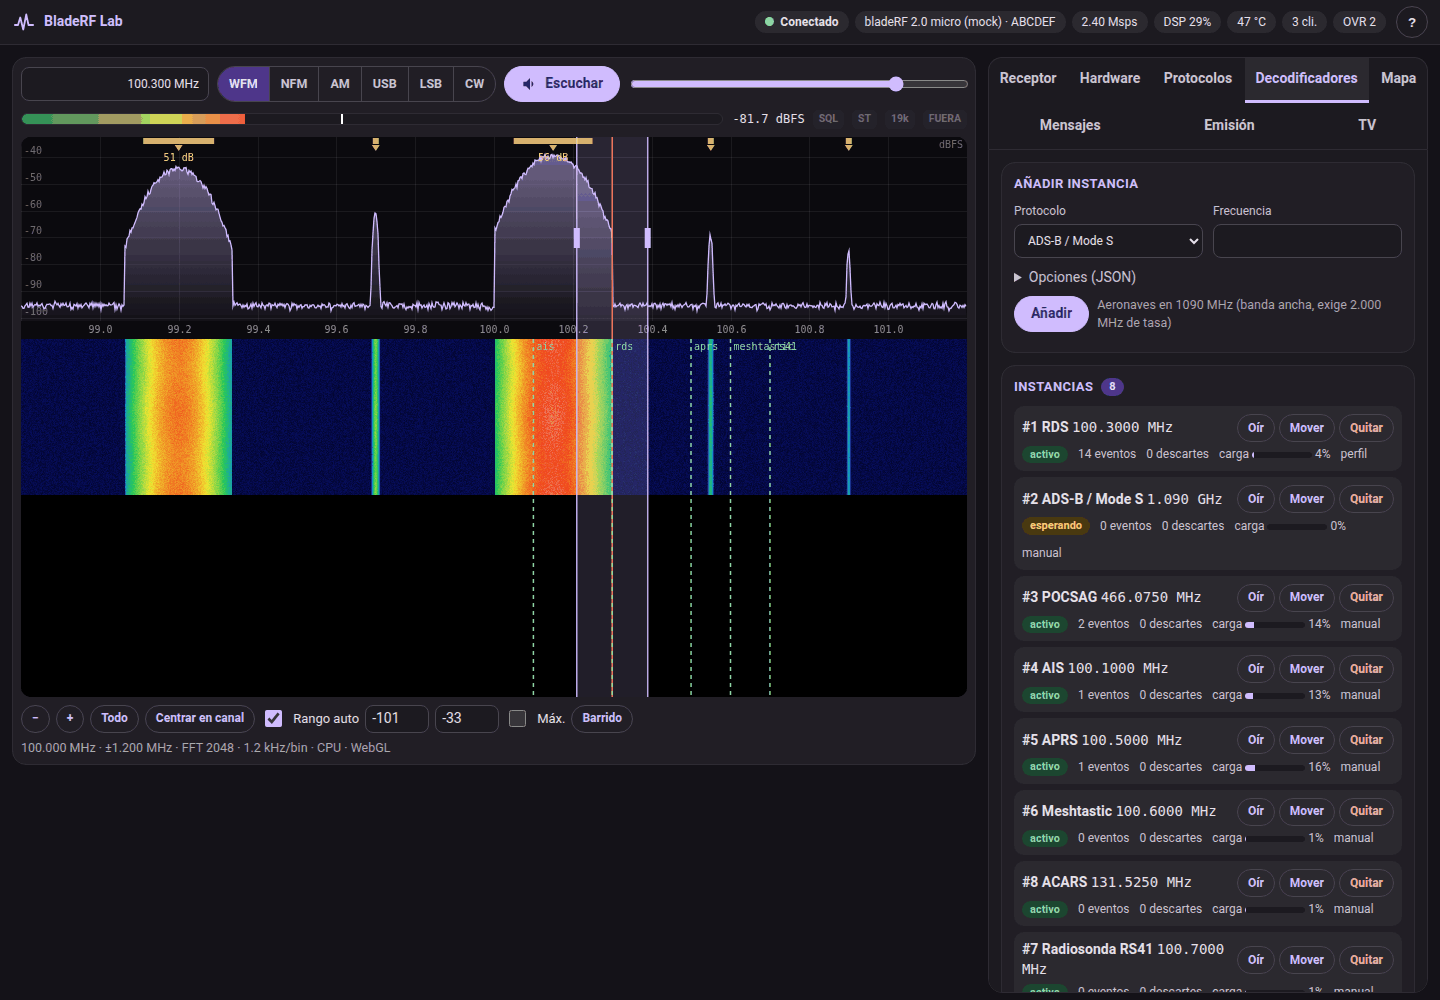 BladeRF Lab
Conectado
bladeRF 2.0 micro (mock) · ABCDEF
2.40 Msps
DSP 29%
47 °C
3 cli.
OVR 2
?
100.300 MHz
WFM NFM AM USB LSB CW
Escuchar
-81.7 dBFS SQL ST 19k FUERA
dBFS
51 dB
-40
-50
-60
-70
-80
-90
-100
99.0 99.2 99.4 99.6 99.8 100.0 100.2 100.4 100.6 100.8 101.0
ais rds aprs meshtastic
− + Todo Centrar en canal Rango auto -101 -33 Máx. Barrido
100.000 MHz · ±1.200 MHz · FFT 2048 · 1.2 kHz/bin · CPU · WebGL
Receptor Hardware Protocolos Decodificadores Mapa
Mensajes Emisión TV
AÑADIR INSTANCIA
Protocolo Frecuencia
ADS-B / Mode S
Opciones (JSON)
Añadir
Aeronaves en 1090 MHz (banda ancha, exige 2.000
MHz de tasa)
INSTANCIAS 8
#1 RDS 100.3000 MHz Oír Mover Quitar
activo 14 eventos 0 descartes carga 4% perfil
#2 ADS-B / Mode S 1.090 GHz Oír Mover Quitar
esperando 0 eventos 0 descartes carga 0%
manual
#3 POCSAG 466.0750 MHz Oír Mover Quitar
activo 2 eventos 0 descartes carga 14% manual
#4 AIS 100.1000 MHz Oír Mover Quitar
activo 1 eventos 0 descartes carga 13% manual
#5 APRS 100.5000 MHz Oír Mover Quitar
activo 1 eventos 0 descartes carga 16% manual
#6 Meshtastic 100.6000 MHz Oír Mover Quitar
activo 0 eventos 0 descartes carga 1% manual
#8 ACARS 131.5250 MHz Oír Mover Quitar
activo 0 eventos 0 descartes carga 1% manual
#7 Radiosonda RS41 100.7000
MHz Oír Mover Quitar
activo 0 eventos 0 descartes carga 1% manual